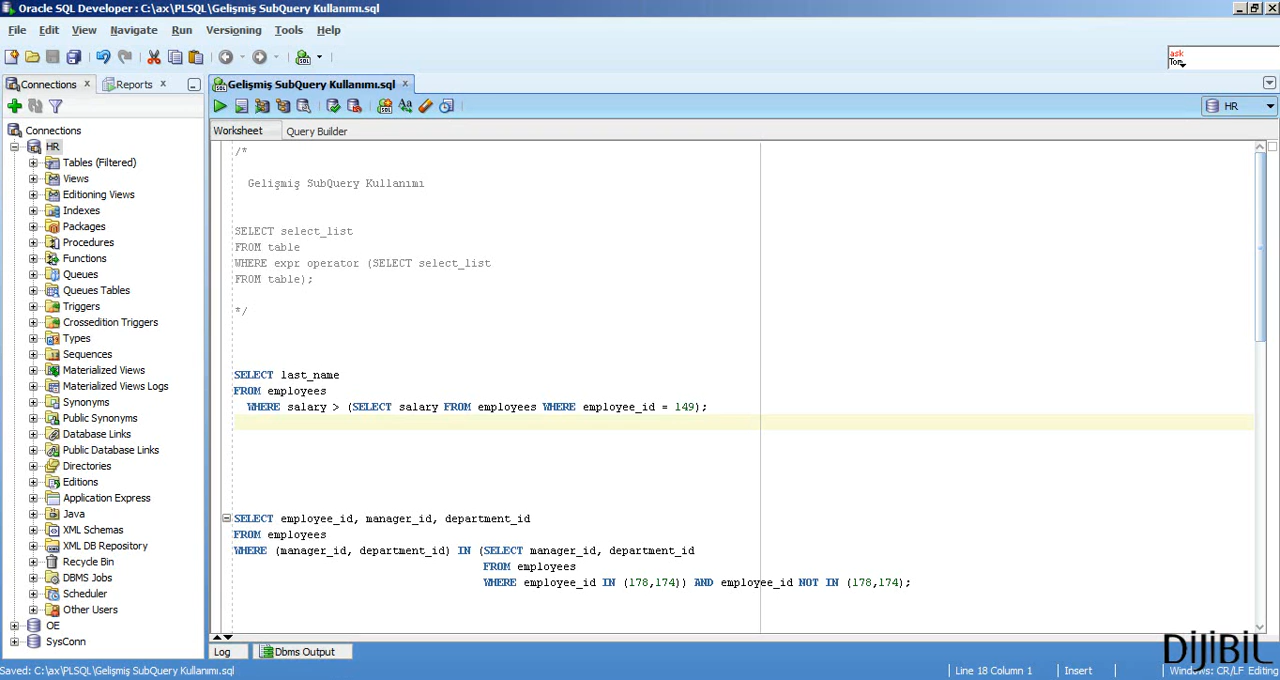 Oracle SQL Developer : C:\ax\PLSQL\Gelişmiş SubQuery Kullanımı.sql
File Edit View Navigate Run Versioning Tools Help
ask
Tom
Connections Reports Gelişmiş SubQuery Kullanımı.sql
HR
Worksheet Query Builder
Connections
HR
Tables (Filtered)
Views
Editioning Views
Indexes
Packages
Procedures
Functions
Queues
Queues Tables
Triggers
Crossedition Triggers
Types
Sequences
Materialized Views
Materialized Views Logs
Synonyms
Public Synonyms
Database Links
Public Database Links
Directories
Editions
Application Express
Java
XML Schemas
XML DB Repository
Recycle Bin
DBMS Jobs
Scheduler
Other Users
OE
SysConn
/*
Gelişmiş SubQuery Kullanımı
SELECT select_list
FROM table
WHERE expr operator (SELECT select_list
FROM table);
*/
SELECT last_name
FROM employees
WHERE salary > (SELECT salary FROM employees WHERE employee_id = 149);
SELECT employee_id, manager_id, department_id
FROM employees
WHERE (manager_id, department_id) IN (SELECT manager_id, department_id
FROM employees
WHERE employee_id IN (178,174)) AND employee_id NOT IN (178,174);
Log Dbms Output
DİJİBİL
Saved: C:\ax\PLSQL\Gelişmiş SubQuery Kullanımı.sql
Line 18 Column 1 Insert Windows: CR/LF Editing